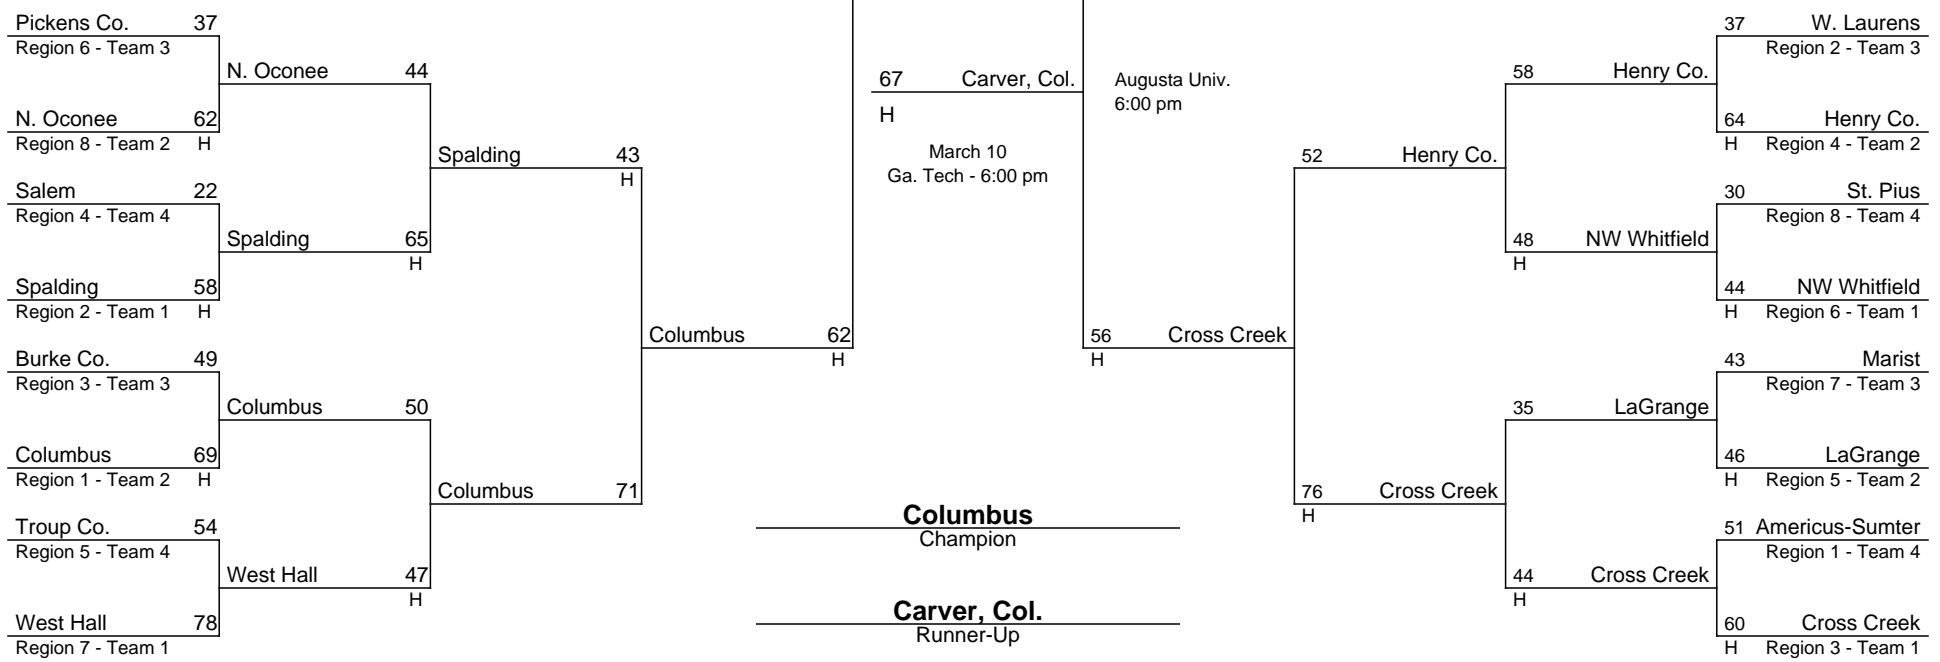 Pickens Co. 37
Region 6 - Team 3
N. Oconee 44
N. Oconee 62
Region 8 - Team 2 H
Spalding 43
H
Salem 22
Region 4 - Team 4
Spalding 65
H
Spalding 58
Region 2 - Team 1 H
Columbus 62
H
Burke Co. 49
Region 3 - Team 3
Columbus 50
Columbus 69
Region 1 - Team 2 H
Columbus 71
Troup Co. 54
Region 5 - Team 4
West Hall 47
H
West Hall 78
Region 7 - Team 1
67 Carver, Col.
H
March 10
Ga. Tech - 6:00 pm
Augusta Univ.
6:00 pm
Columbus
Champion
Carver, Col.
Runner-Up
37 W. Laurens
Region 2 - Team 3
58 Henry Co.
64 Henry Co.
H Region 4 - Team 2
52 Henry Co.
30 St. Pius
Region 8 - Team 4
48 NW Whitfield
H
44 NW Whitfield
H Region 6 - Team 1
56 Cross Creek
H
43 Marist
Region 7 - Team 3
35 LaGrange
46 LaGrange
H Region 5 - Team 2
76 Cross Creek
H
51 Americus-Sumter
Region 1 - Team 4
44 Cross Creek
H
60 Cross Creek
H Region 3 - Team 1